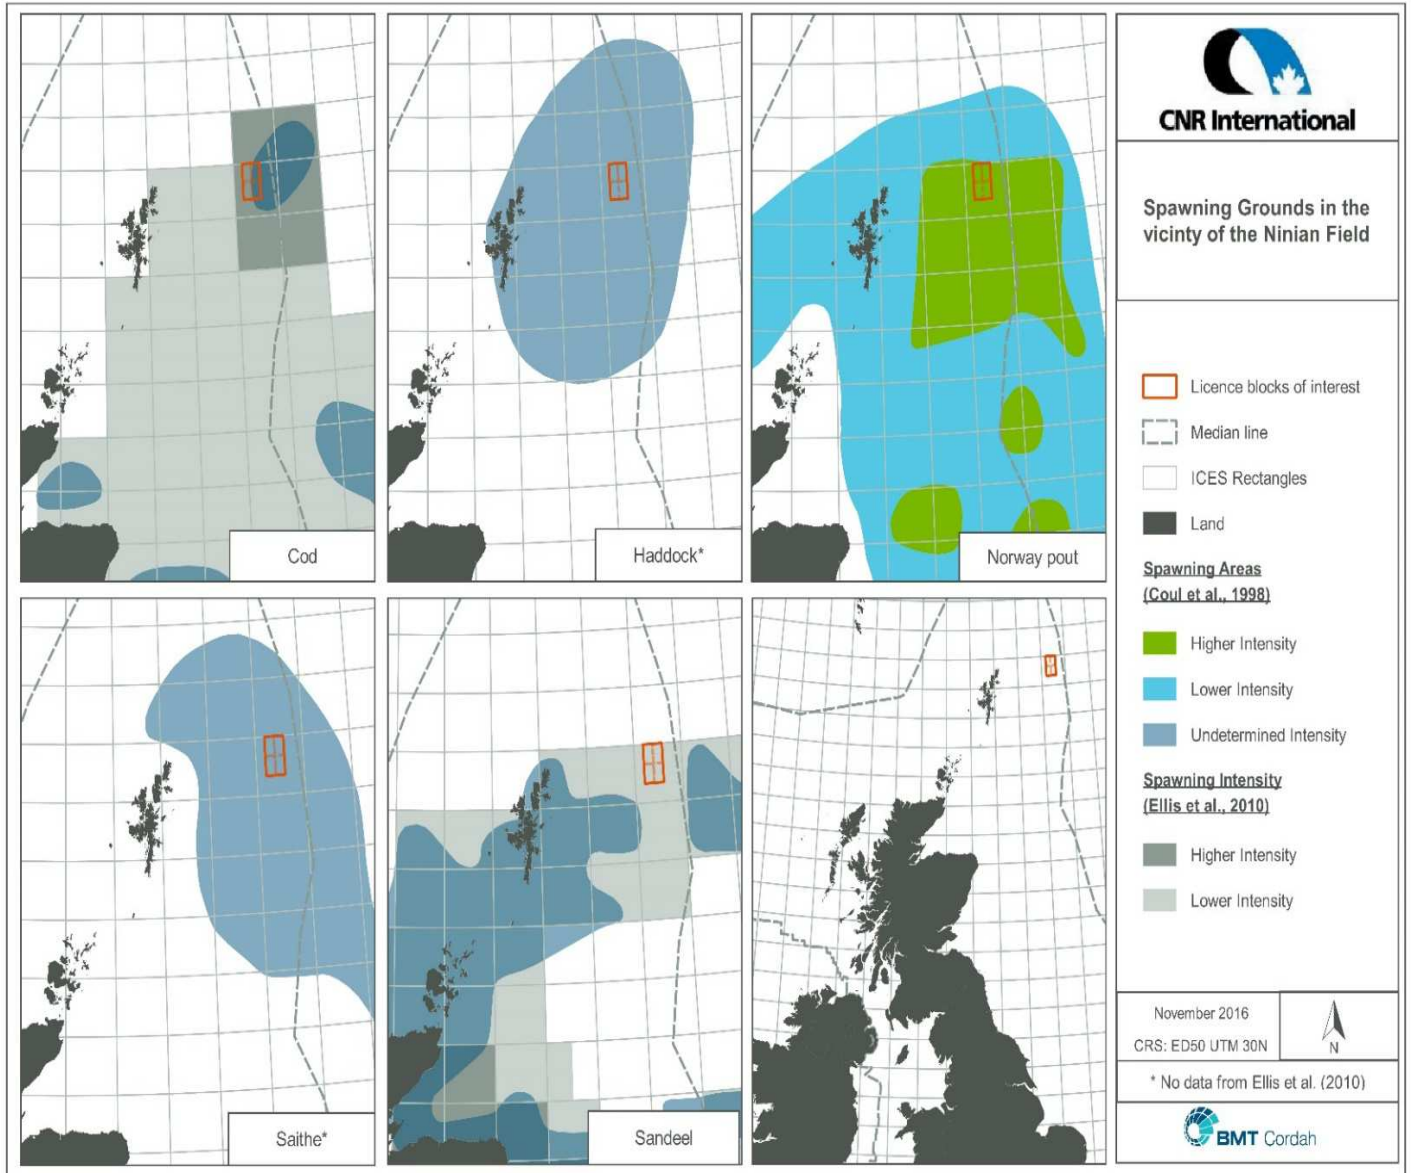 Cod
Haddock*
Norway pout
Saithe*
Sandeel
CNR International
Spawning Grounds in the
vicinty of the Ninian Field
Licence blocks of interest
Median line
ICES Rectangles
Land
Spawning Areas
(Coul et al., 1998)
Higher Intensity
Lower Intensity
Undetermined Intensity
Spawning Intensity
(Ellis et al., 2010)
Higher Intensity
Lower Intensity
November 2016
CRS: ED50 UTM 30N
N
* No data from Ellis et al. (2010)
BMT Cordah